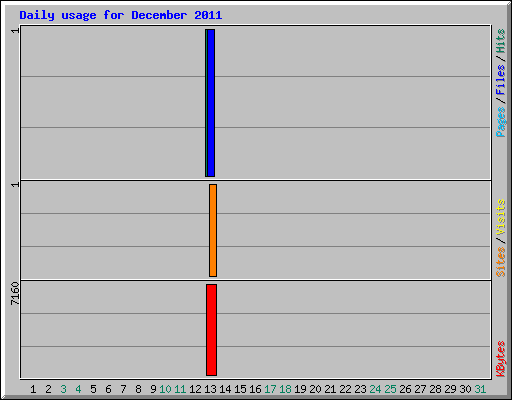 Daily usage for December 2011
1
Pages / Files / Hits
1
Sites / Visits
7160
KBytes
1 2 3 4 5 6 7 8 9 10 11 12 13 14 15 16 17 18 19 20 21 22 23 24 25 26 27 28 29 30 31